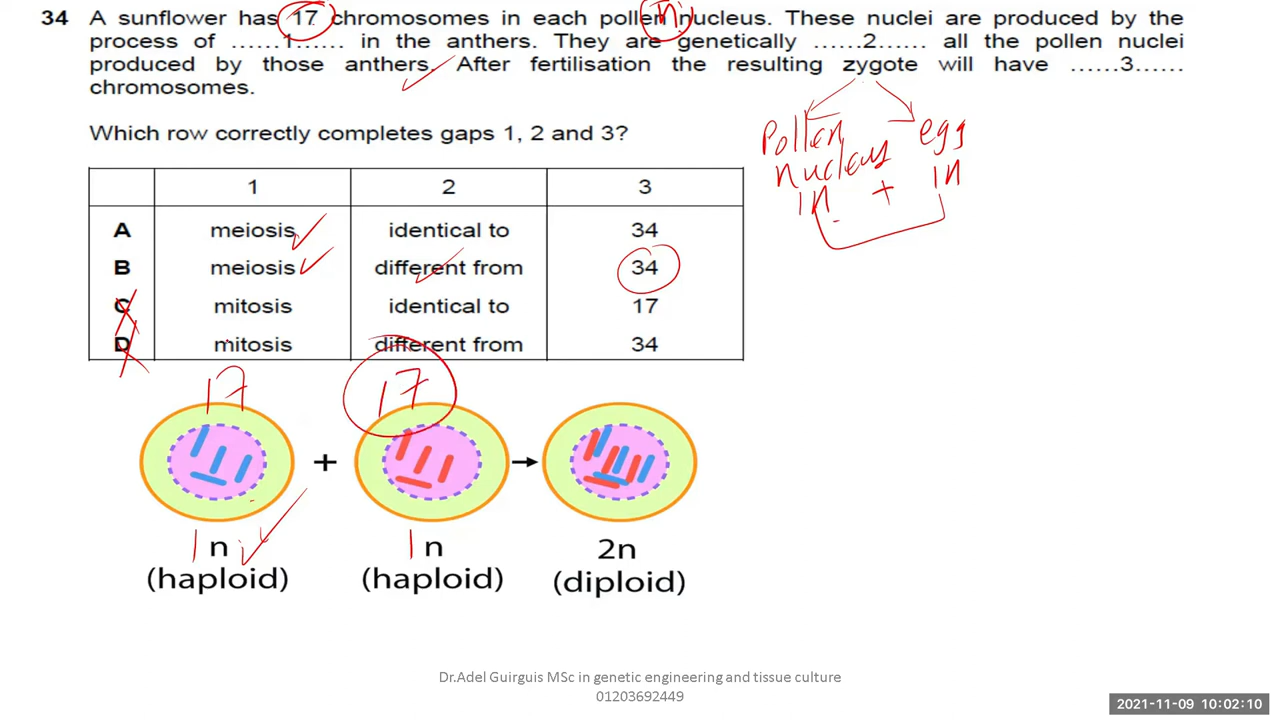 34 A sunflower has 17 chromosomes in each pollen nucleus. These nuclei are produced by the
n
process of ......1...... in the anthers. They are genetically ......2...... all the pollen nuclei
produced by those anthers. After fertilisation the resulting zygote will have ......3......
chromosomes.
Which row correctly completes gaps 1, 2 and 3?
Pollen egg
nucleus 1n
1n +
1 2 3
A meiosis identical to 34
B meiosis different from 34
C mitosis identical to 17
D mitosis different from 34
17 17
+
1n 1n 2n
(haploid) (haploid) (diploid)
Dr.Adel Guirguis MSc in genetic engineering and tissue culture
01203692449
2021-11-09 10:02:10